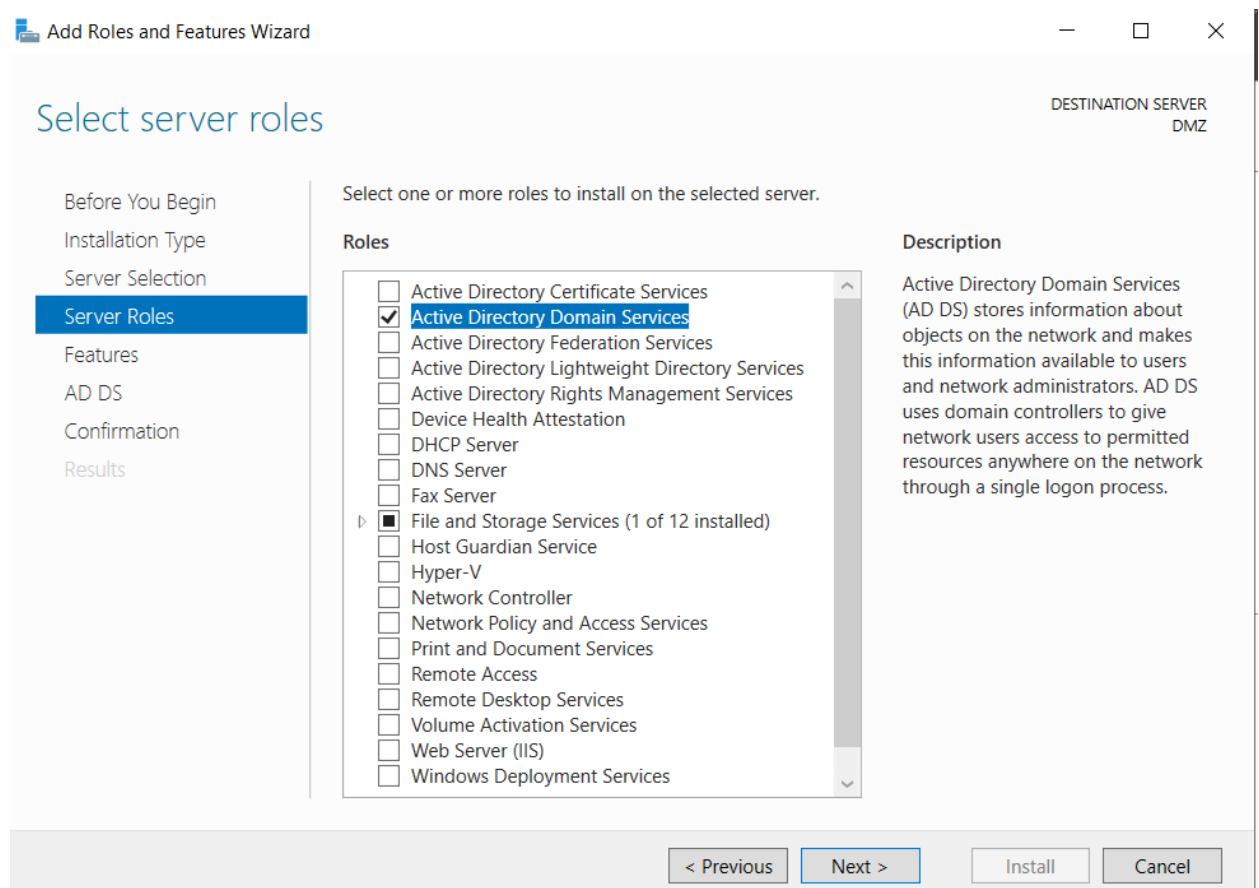 Add Roles and Features Wizard
Select server roles
DESTINATION SERVER
DMZ
Before You Begin
Installation Type
Server Selection
Server Roles
Features
AD DS
Confirmation
Results
Select one or more roles to install on the selected server.
Roles
Active Directory Certificate Services
Active Directory Domain Services
Active Directory Federation Services
Active Directory Lightweight Directory Services
Active Directory Rights Management Services
Device Health Attestation
DHCP Server
DNS Server
Fax Server
File and Storage Services (1 of 12 installed)
Host Guardian Service
Hyper-V
Network Controller
Network Policy and Access Services
Print and Document Services
Remote Access
Remote Desktop Services
Volume Activation Services
Web Server (IIS)
Windows Deployment Services
Description
Active Directory Domain Services
(AD DS) stores information about
objects on the network and makes
this information available to users
and network administrators. AD DS
uses domain controllers to give
network users access to permitted
resources anywhere on the network
through a single logon process.
< Previous
Next >
Install
Cancel